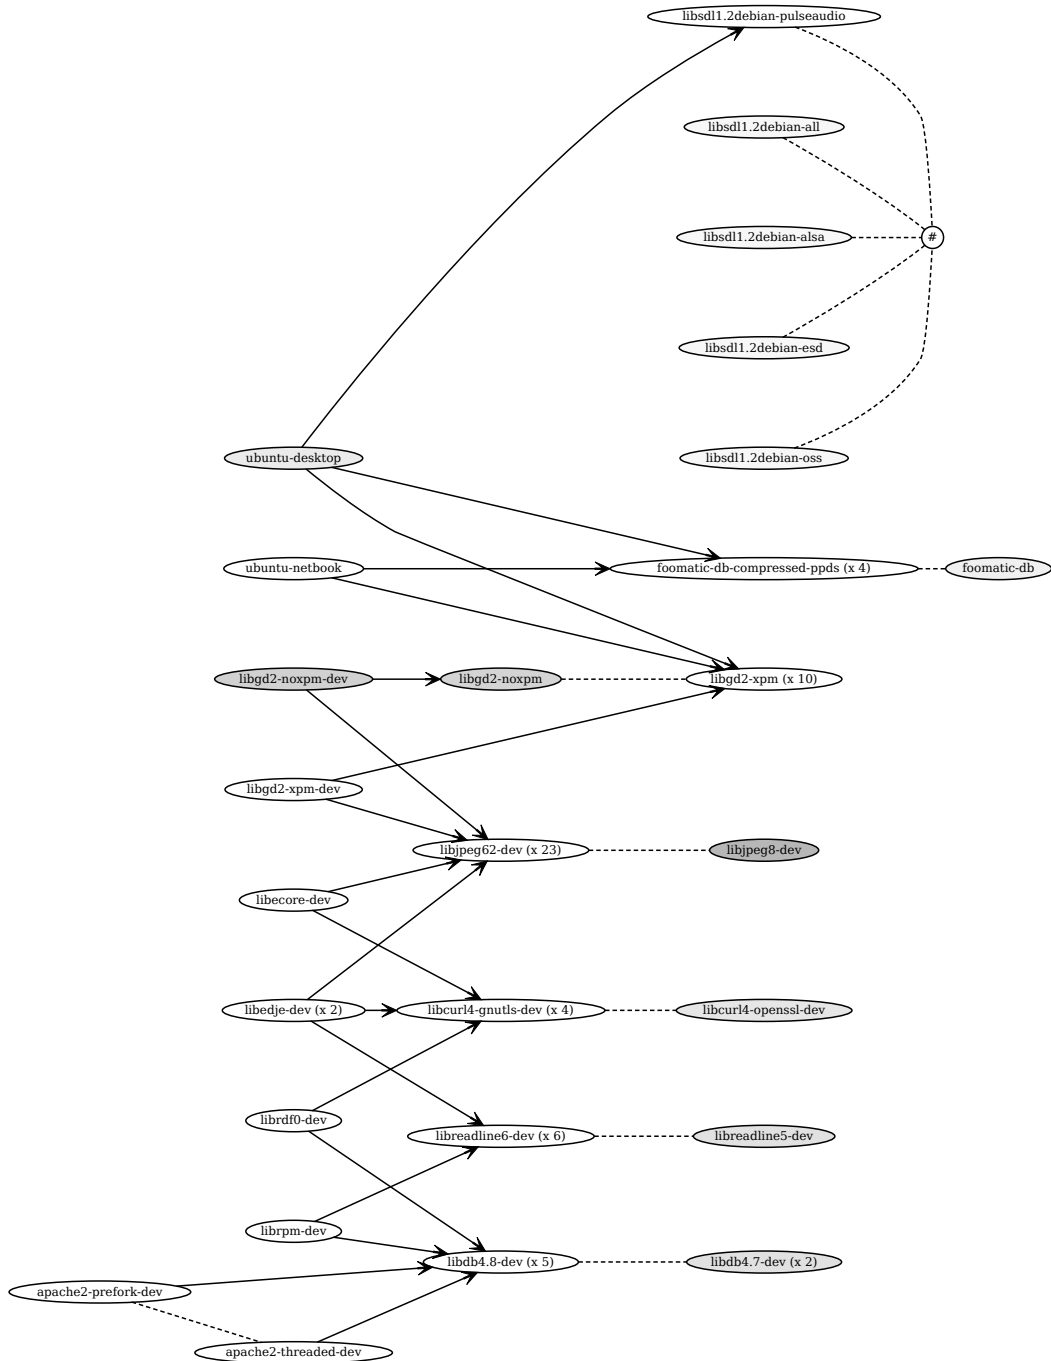 libsdl1.2debian-pulseaudio
libsdl1.2debian-all
libsdl1.2debian-alsa
#
libsdl1.2debian-esd
ubuntu-desktop
libsdl1.2debian-oss
ubuntu-netbook
foomatic-db-compressed-ppds (x 4)
foomatic-db
libgd2-noxpm-dev
libgd2-noxpm
libgd2-xpm (x 10)
libgd2-xpm-dev
libjpeg62-dev (x 23)
libjpeg8-dev
libecore-dev
libedje-dev (x 2)
libcurl4-gnutls-dev (x 4)
libcurl4-openssl-dev
librdf0-dev
libreadline6-dev (x 6)
libreadline5-dev
librpm-dev
libdb4.8-dev (x 5)
libdb4.7-dev (x 2)
apache2-prefork-dev
apache2-threaded-dev